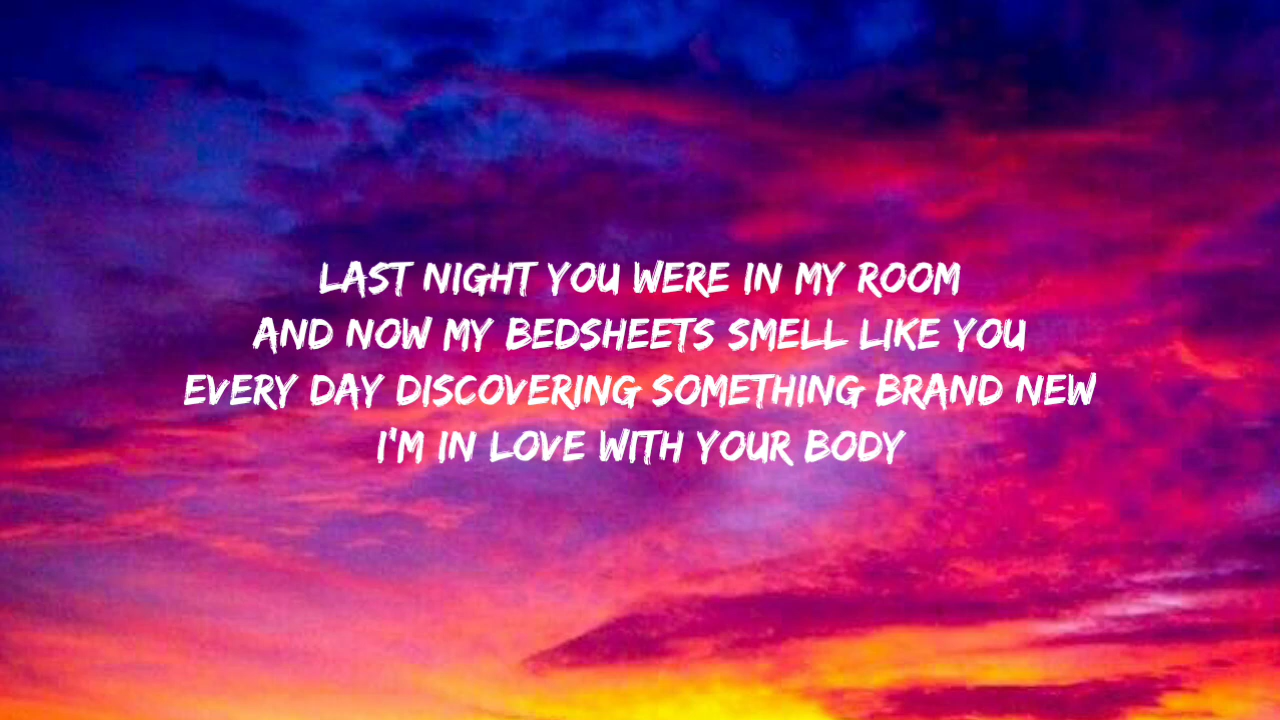 LAST NIGHT YOU WERE IN MY ROOM
AND NOW MY BEDSHEETS SMELL LIKE YOU
EVERY DAY DISCOVERING SOMETHING BRAND NEW
I'M IN LOVE WITH YOUR BODY